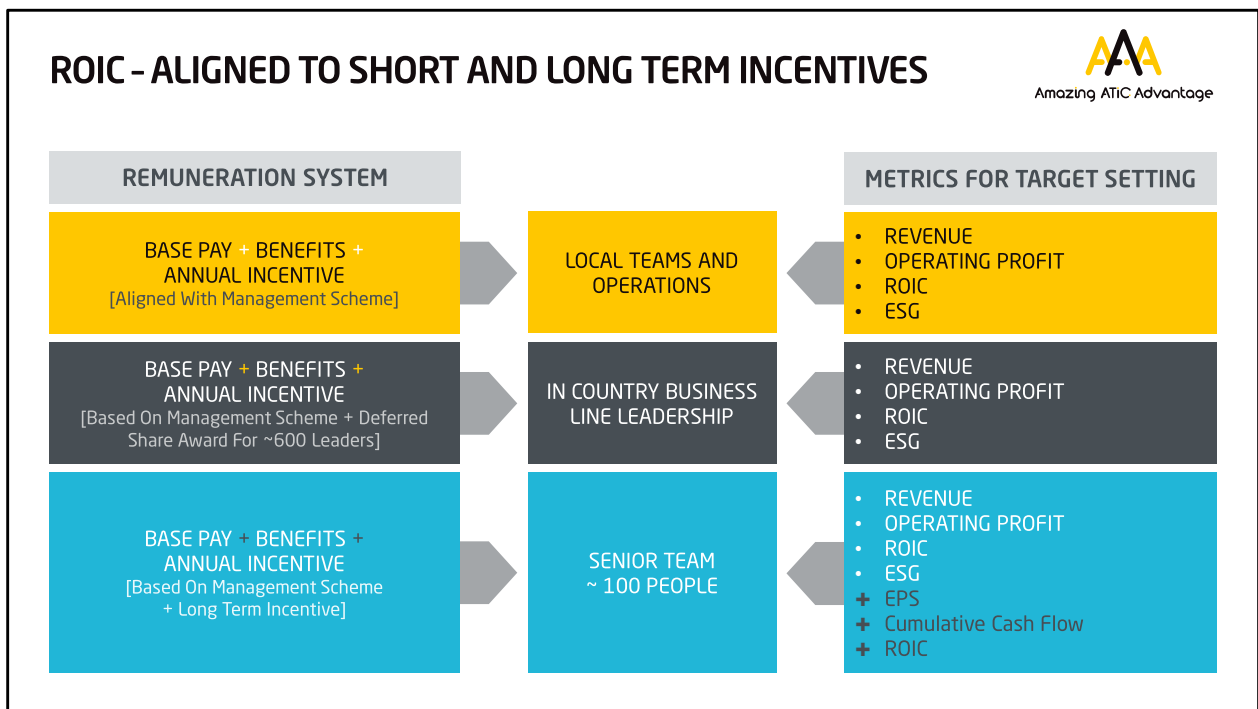 ROIC – ALIGNED TO SHORT AND LONG TERM INCENTIVES
AAA
Amazing ATiC Advantage
REMUNERATION SYSTEM
METRICS FOR TARGET SETTING
BASE PAY + BENEFITS +
ANNUAL INCENTIVE
[Aligned With Management Scheme]
LOCAL TEAMS AND
OPERATIONS
• REVENUE
• OPERATING PROFIT
• ROIC
• ESG
BASE PAY + BENEFITS +
ANNUAL INCENTIVE
[Based On Management Scheme + Deferred
Share Award For ~600 Leaders]
IN COUNTRY BUSINESS
LINE LEADERSHIP
• REVENUE
• OPERATING PROFIT
• ROIC
• ESG
BASE PAY + BENEFITS +
ANNUAL INCENTIVE
[Based On Management Scheme
+ Long Term Incentive]
SENIOR TEAM
~ 100 PEOPLE
• REVENUE
• OPERATING PROFIT
• ROIC
• ESG
+ EPS
+ Cumulative Cash Flow
+ ROIC